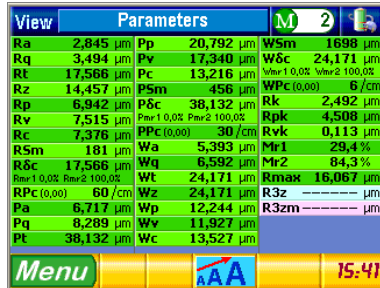 View Parameters M 2
Ra 2,845 µm Pp 20,792 µm WSm 1698 µm
Rq 3,494 µm Pv 17,340 µm Wδc 24,171 µm
Rt 17,566 µm Pc 13,216 µm Wmr1 0,0% Wmr2 100,0%
Rz 14,457 µm PSm 456 µm WPc (0,00) 6 /cm
Rp 6,942 µm Pδc 38,132 µm Rk 2,492 µm
Rv 7,515 µm Pmr1 0,0% Pmr2 100,0% Rpk 4,508 µm
Rc 7,376 µm PPc (0,00) 30 /cm Rvk 0,113 µm
RSm 181 µm Wa 5,393 µm Mr1 29,4 %
Rδc 17,566 µm Wq 6,592 µm Mr2 84,3 %
Rmr1 0,0% Rmr2 100,0% Wt 24,171 µm Rmax 16,067 µm
RPc (0,00) 60 /cm Wz 24,171 µm R3z ------ µm
Pa 6,717 µm Wp 12,244 µm R3zm ------ µm
Pq 8,289 µm Wv 11,927 µm
Pt 38,132 µm Wc 13,527 µm
Menu AAA 15:41